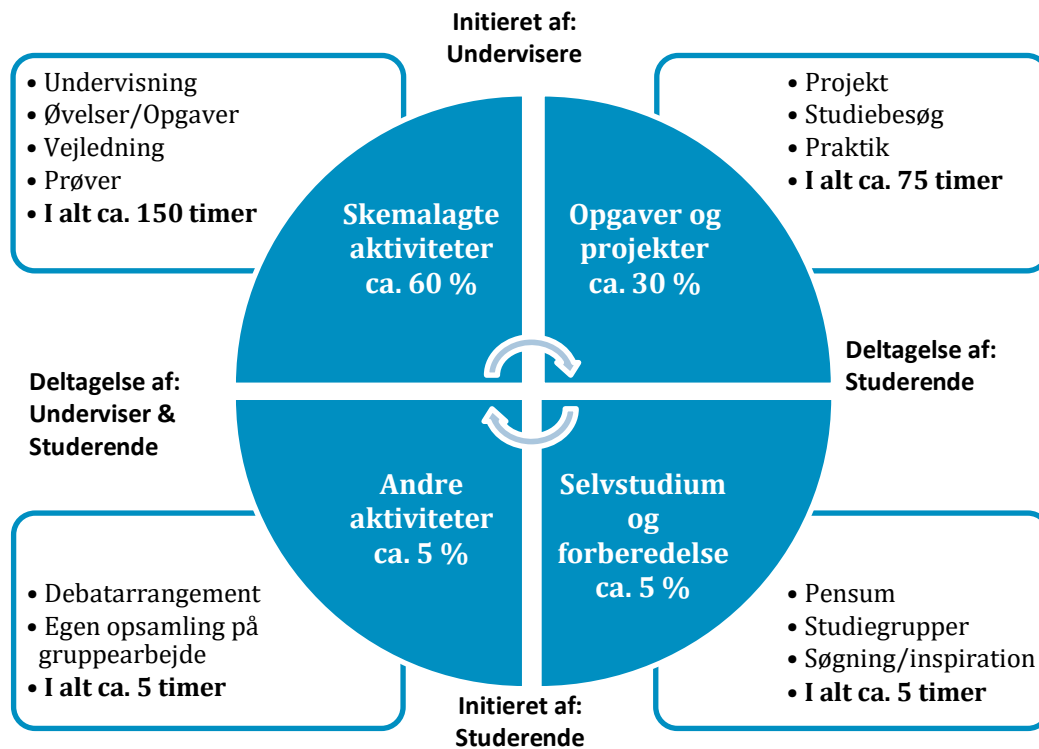 Initieret af:
Undervisere
• Undervisning
• Øvelser/Opgaver
• Vejledning
• Prøver
• I alt ca. 150 timer
• Projekt
• Studiebesøg
• Praktik
• I alt ca. 75 timer
Skemalagte
aktiviteter
ca. 60 %
Opgaver og
projekter
ca. 30 %
Deltagelse af:
Underviser &
Studerende
Deltagelse af:
Studerende
Andre
aktiviteter
ca. 5 %
Selvstudium
og
forberedelse
ca. 5 %
• Debatarrangement
• Egen opsamling på
gruppearbejde
• I alt ca. 5 timer
• Pensum
• Studiegrupper
• Søgning/inspiration
• I alt ca. 5 timer
Initieret af:
Studerende